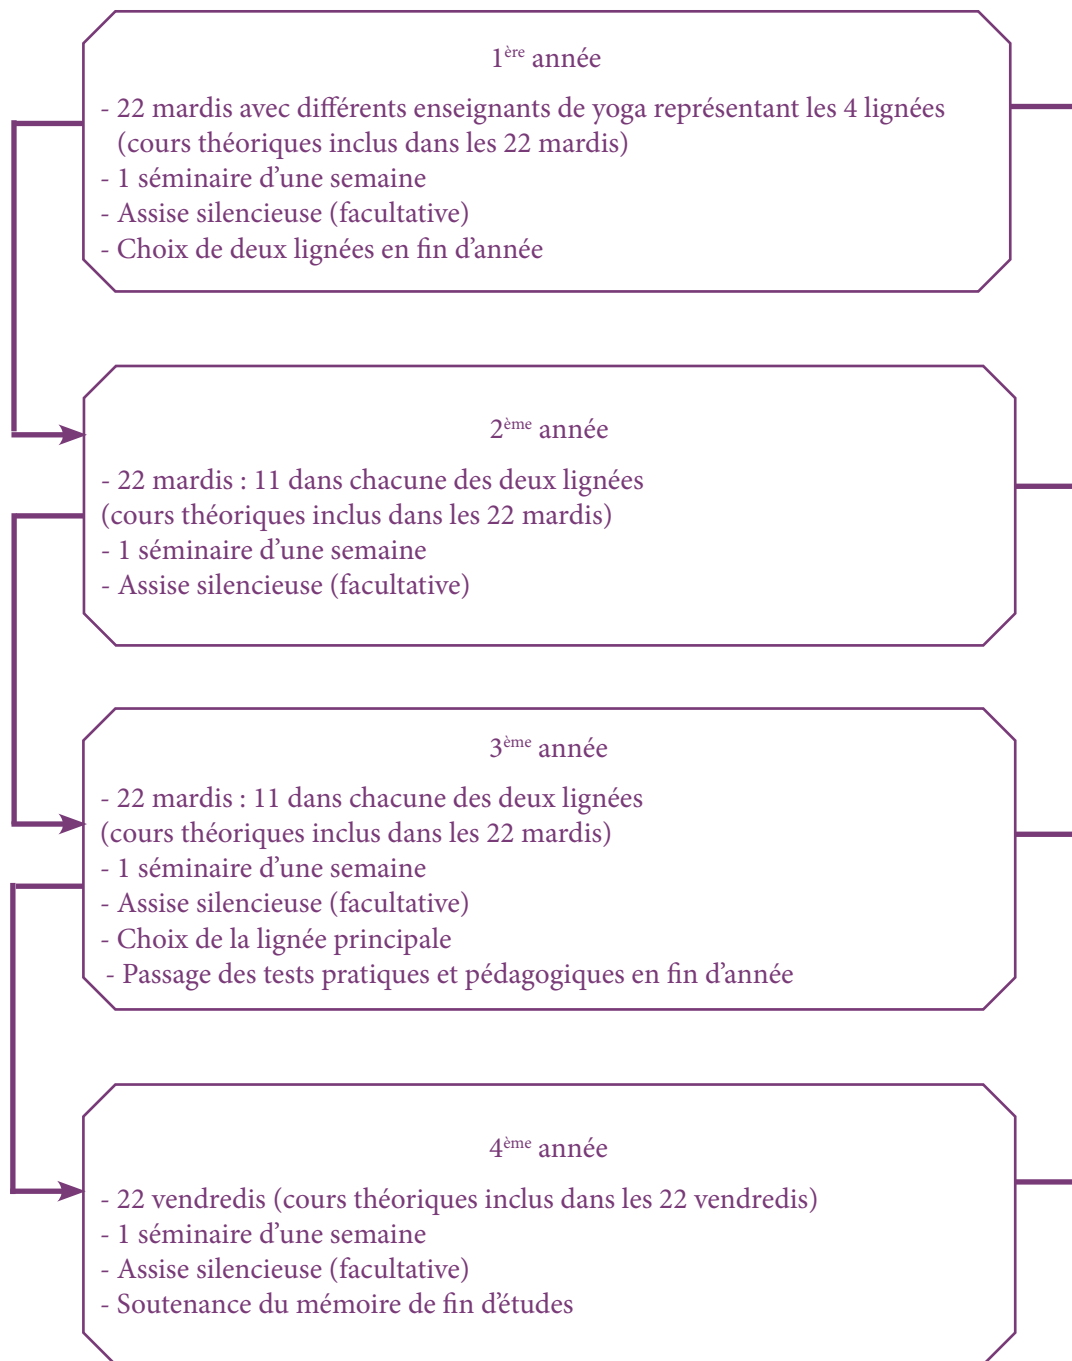 1ère année
- 22 mardis avec différents enseignants de yoga représentant les 4 lignées
(cours théoriques inclus dans les 22 mardis)
- 1 séminaire d'une semaine
- Assise silencieuse (facultative)
- Choix de deux lignées en fin d'année
2ème année
- 22 mardis : 11 dans chacune des deux lignées
(cours théoriques inclus dans les 22 mardis)
- 1 séminaire d'une semaine
- Assise silencieuse (facultative)
3ème année
- 22 mardis : 11 dans chacune des deux lignées
(cours théoriques inclus dans les 22 mardis)
- 1 séminaire d'une semaine
- Assise silencieuse (facultative)
- Choix de la lignée principale
- Passage des tests pratiques et pédagogiques en fin d'année
4ème année
- 22 vendredis (cours théoriques inclus dans les 22 vendredis)
- 1 séminaire d'une semaine
- Assise silencieuse (facultative)
- Soutenance du mémoire de fin d'études